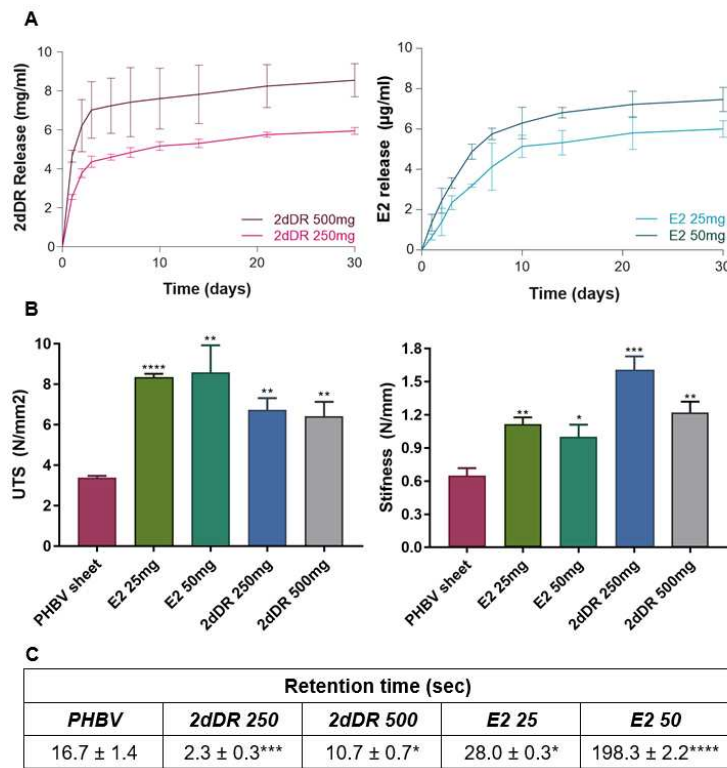 A
2dDR Release (mg/ml)
10
8
6
4
2
0
0
10
20
30
Time (days)
2dDR 500mg
2dDR 250mg
E2 release (µg/ml)
10
8
6
4
2
0
0
10
20
30
Time (days)
E2 25mg
E2 50mg
B
UTS (N/mm2)
10
8
6
4
2
0
****
**
**
**
PHBV sheet
E2 25mg
E2 50mg
2dDR 250mg
2dDR 500mg
Stifness (N/mm)
1.8
1.5
1.2
0.9
0.6
0.3
0.0
**
*
***
**
PHBV sheet
E2 25mg
E2 50mg
2dDR 250mg
2dDR 500mg
C
Retention time (sec)
PHBV 2dDR 250 2dDR 500 E2 25 E2 50
16.7 ± 1.4 2.3 ± 0.3*** 10.7 ± 0.7* 28.0 ± 0.3* 198.3 ± 2.2****